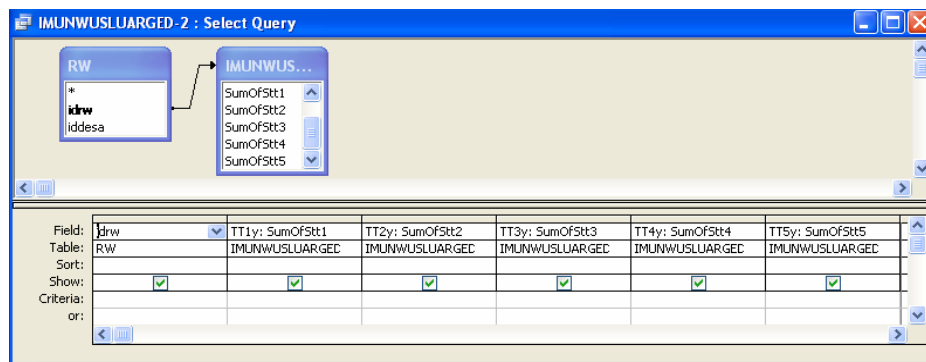 IMUNWUSLUARGED-2 : Select Query
RW
*
idrw
iddesa
IMUNWUS...
SumOfStt1
SumOfStt2
SumOfStt3
SumOfStt4
SumOfStt5
Field: idrw TT1y: SumOfStt1 TT2y: SumOfStt2 TT3y: SumOfStt3 TT4y: SumOfStt4 TT5y: SumOfStt5
Table: RW IMUNWUSLUARGED IMUNWUSLUARGED IMUNWUSLUARGED IMUNWUSLUARGED IMUNWUSLUARGED
Sort:
Show:
Criteria:
or: